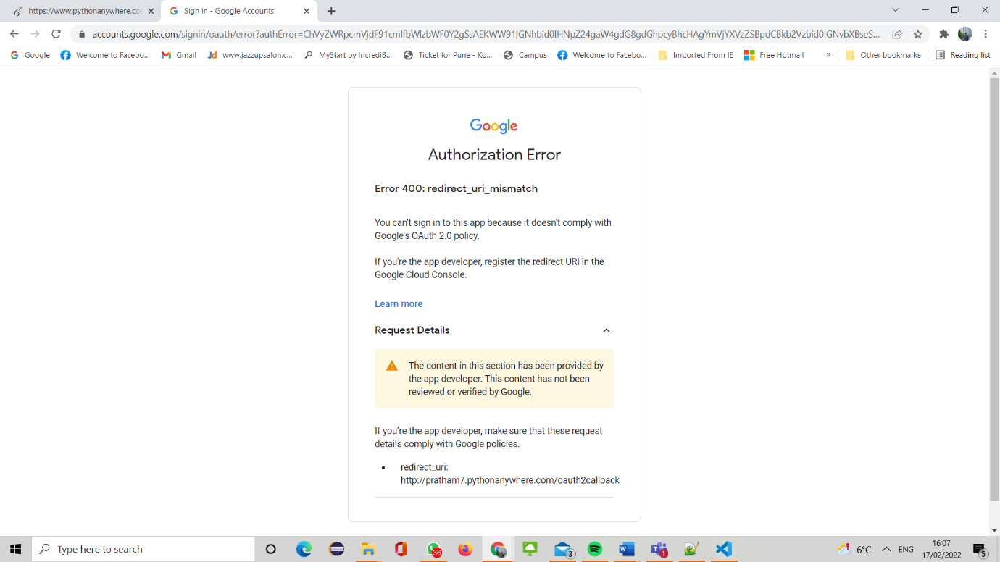 https://www.pythonanywhere.co
Sign in - Google Accounts
accounts.google.com/signin/oauth/error?authError=ChVyZWRpcmVjdF91cmlfbWlzbWF0Y2gSsAEKWW91IGNhbid0IHNpZ24gaW4gdG8gdGhpcyBhcHAgYmVjYXVzZSBpdCBkb2Vzbid0IGNvbXBseS...
Google
Welcome to Facebo...
Gmail
Jd www.jazzupsalon.c...
MyStart by IncrediB...
Ticket for Pune - Ko...
Campus
Welcome to Facebo...
Imported From IE
Free Hotmail
»
Other bookmarks
Reading list
Google
Authorization Error
Error 400: redirect_uri_mismatch
You can't sign in to this app because it doesn't comply with
Google's OAuth 2.0 policy.
If you're the app developer, register the redirect URI in the
Google Cloud Console.
Learn more
Request Details
The content in this section has been provided by
the app developer. This content has not been
reviewed or verified by Google.
If you're the app developer, make sure that these request
details comply with Google policies.
• redirect_uri:
http://pratham7.pythonanywhere.com/oauth2callback
Type here to search
36
3
W
1
6°C
ENG
16:07
17/02/2022
5